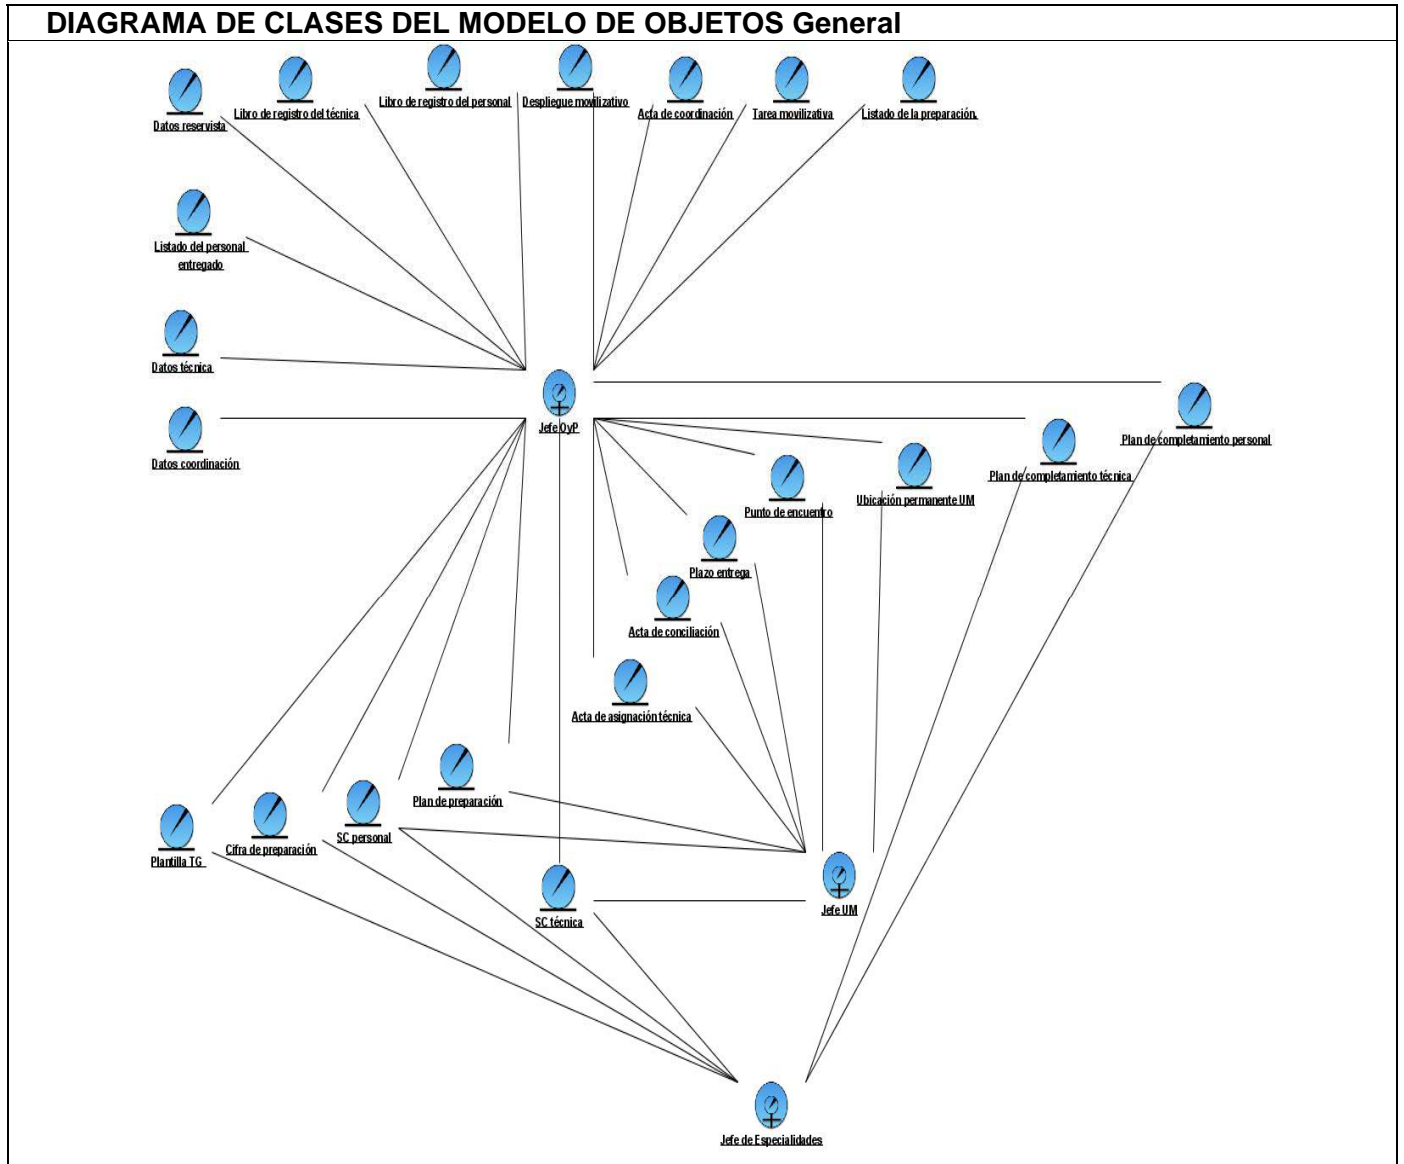 DIAGRAMA DE CLASES DEL MODELO DE OBJETOS General
Datos reservista
Libro de registro del técnica
Libro de registro del personal
Despliegue movilizativo
Acta de coordinación
Tarea movilizativa
Listado de la preparación.
Listado del personal
entregado
Datos técnica
Datos coordinación
Jefe OyP
Plan de completamiento personal
Plan de completamiento técnica
Ubicación permanente UM
Punto de encuentro
Plazo entrega
Acta de conciliación
Acta de asignación técnica
Plan de preparación
SC personal
Cifra de preparación
Plantilla TG
SC técnica
Jefe UM
Jefe de Especialidades